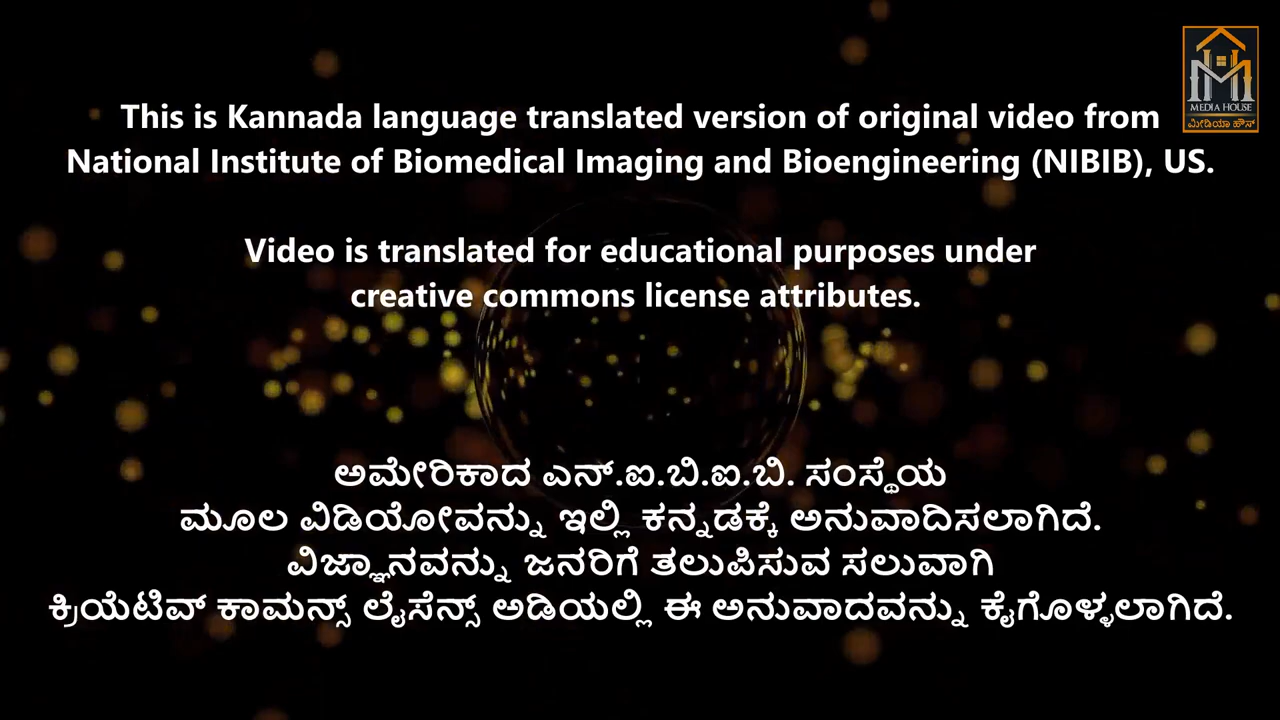 MEDIA HOUSE
ಮೀಡಿಯಾ ಹೌಸ್
This is Kannada language translated version of original video from
National Institute of Biomedical Imaging and Bioengineering (NIBIB), US.
Video is translated for educational purposes under
creative commons license attributes.
ಅಮೇರಿಕಾದ ಎನ್.ಐ.ಬಿ.ಐ.ಬಿ. ಸಂಸ್ಥೆಯ
ಮೂಲ ವಿಡಿಯೋವನ್ನು ಇಲ್ಲಿ ಕನ್ನಡಕ್ಕೆ ಅನುವಾದಿಸಲಾಗಿದೆ.
ವಿಜ್ಞಾನವನ್ನು ಜನರಿಗೆ ತಲುಪಿಸುವ ಸಲುವಾಗಿ
ಕ್ರಿಯೆಟಿವ್ ಕಾಮನ್ಸ್ ಲೈಸೆನ್ಸ್ ಅಡಿಯಲ್ಲಿ ಈ ಅನುವಾದವನ್ನು ಕೈಗೊಳ್ಳಲಾಗಿದೆ.